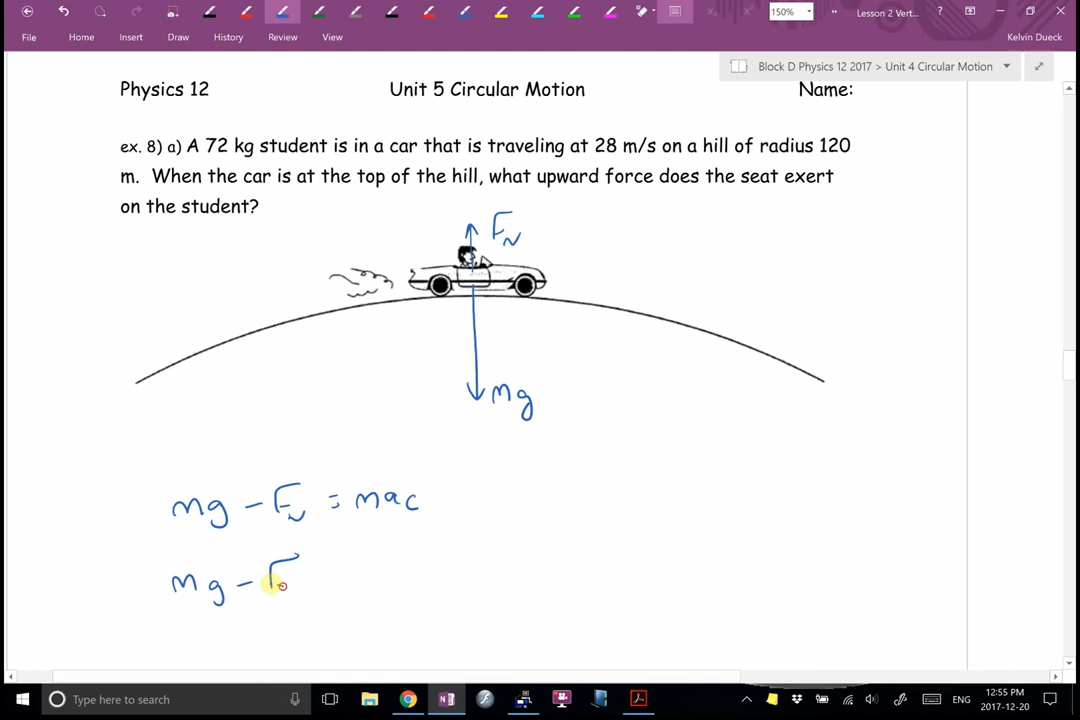 150%
Lesson 2 Vert...
?
File
Home
Insert
Draw
History
Review
View
Kelvin Dueck
Block D Physics 12 2017 > Unit 4 Circular Motion
Physics 12 Unit 5 Circular Motion Name:
ex. 8) a) A 72 kg student is in a car that is traveling at 28 m/s on a hill of radius 120
m. When the car is at the top of the hill, what upward force does the seat exert
on the student?
FN
mg
mg - FN = mac
mg - F
Type here to search
ENG
12:55 PM
2017-12-20